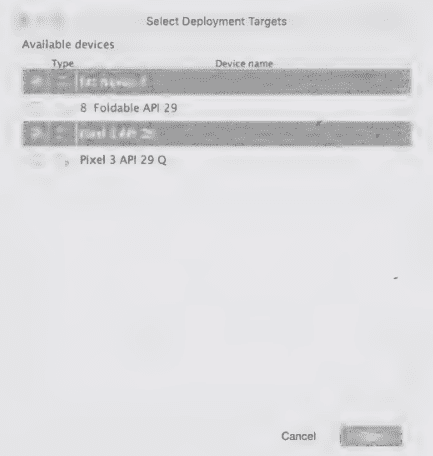 Select Deployment Targets
Available devices
Type Device name
8 Foldable API 29
Pixel 3 API 29 Q
Cancel